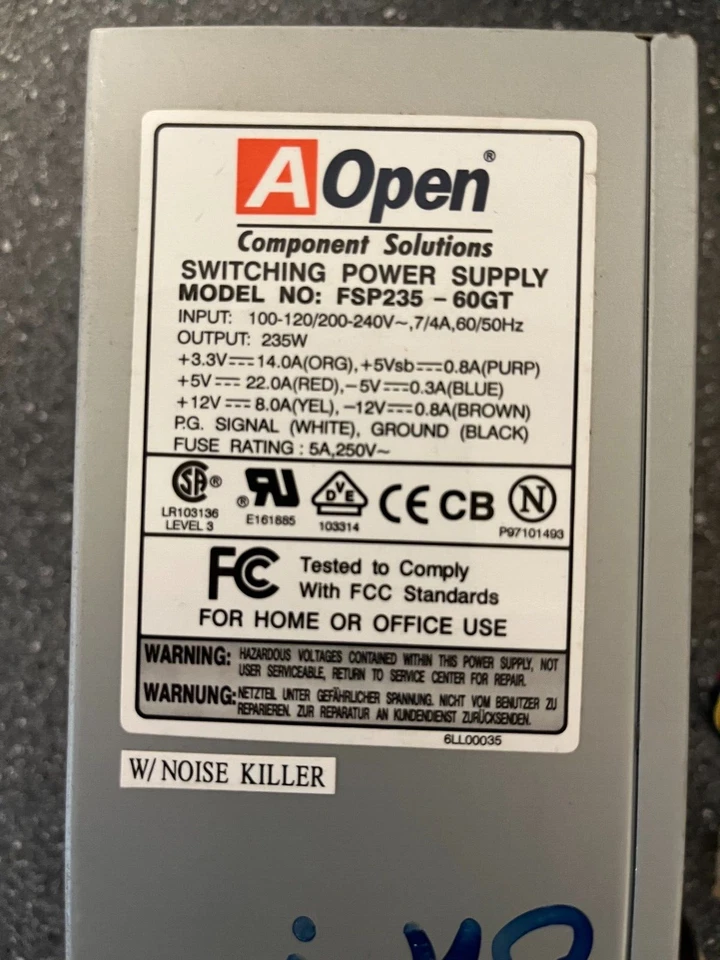 AOpen®
Component Solutions
SWITCHING POWER SUPPLY
MODEL NO: FSP235 - 60GT
INPUT: 100-120/200-240V~,7/4A,60/50Hz
OUTPUT: 235W
+3.3V⎓14.0A(ORG),+5Vsb⎓0.8A(PURP)
+5V⎓22.0A(RED),-5V⎓0.3A(BLUE)
+12V⎓8.0A(YEL),-12V⎓0.8A(BROWN)
P.G. SIGNAL (WHITE), GROUND (BLACK)
FUSE RATING : 5A,250V~
SA® ®RU DVE CE CB N
LR103136 E161885 103314 P97101493
LEVEL 3
FC Tested to Comply
With FCC Standards
FOR HOME OR OFFICE USE
WARNING: HAZARDOUS VOLTAGES CONTAINED WITHIN THIS POWER SUPPLY, NOT
USER SERVICEABLE, RETURN TO SERVICE CENTER FOR REPAIR.
WARNUNG: NETZTEIL UNTER GEFÄHRLICHER SPANNUNG. NICHT VOM BENUTZER ZU
REPARIEREN. ZUR REPARATUR AN KUNDENDIENST ZURÜCKSENDEN.
6LL00035
W/ NOISE KILLER